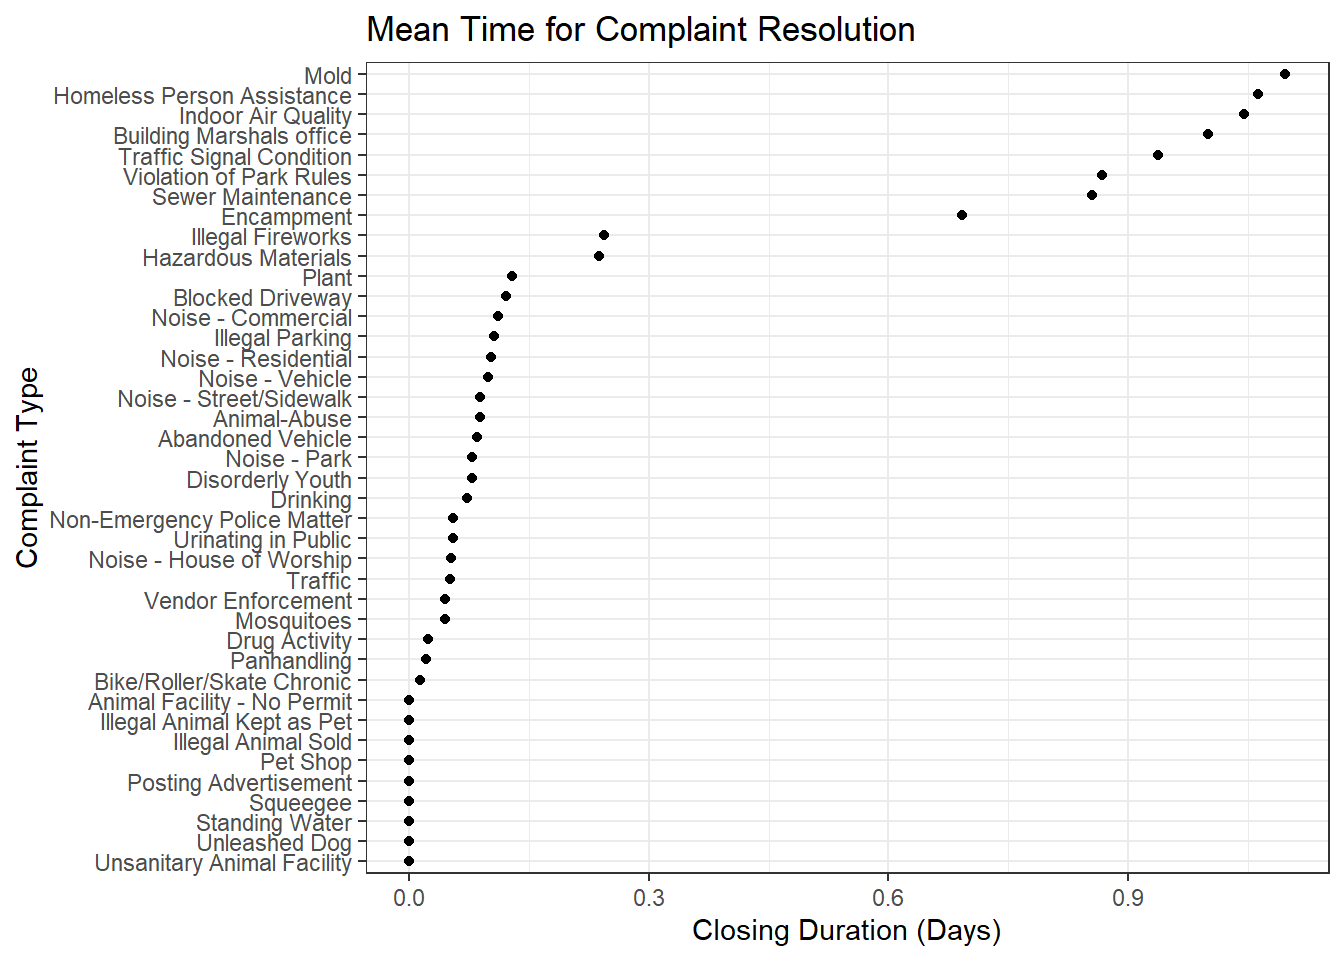 Mean Time for Complaint Resolution
Mold
Homeless Person Assistance
Indoor Air Quality
Building Marshals office
Traffic Signal Condition
Violation of Park Rules
Sewer Maintenance
Encampment
Illegal Fireworks
Hazardous Materials
Plant
Blocked Driveway
Noise - Commercial
Illegal Parking
Noise - Residential
Noise - Vehicle
Noise - Street/Sidewalk
Animal-Abuse
Abandoned Vehicle
Noise - Park
Disorderly Youth
Drinking
Non-Emergency Police Matter
Urinating in Public
Noise - House of Worship
Traffic
Vendor Enforcement
Mosquitoes
Drug Activity
Panhandling
Bike/Roller/Skate Chronic
Animal Facility - No Permit
Illegal Animal Kept as Pet
Illegal Animal Sold
Pet Shop
Posting Advertisement
Squeegee
Standing Water
Unleashed Dog
Unsanitary Animal Facility
Complaint Type
0.0 0.3 0.6 0.9
Closing Duration (Days)